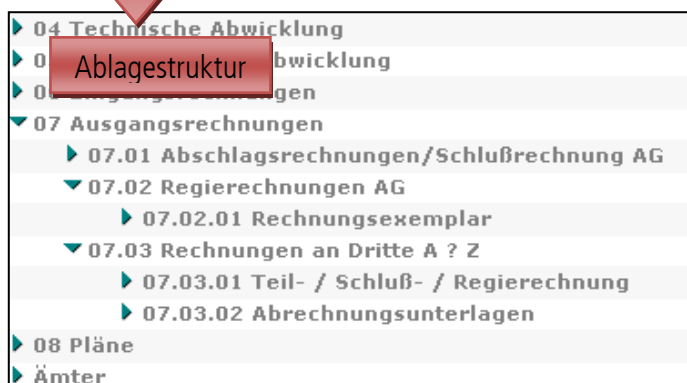 04 Technische Abwicklung
Ablagestruktur
07 Ausgangsrechnungen
07.01 Abschlagsrechnungen/Schlußrechnung AG
07.02 Regierechnungen AG
07.02.01 Rechnungsexemplar
07.03 Rechnungen an Dritte A ? Z
07.03.01 Teil- / Schluß- / Regierechnung
07.03.02 Abrechnungsunterlagen
08 Pläne
Ämter